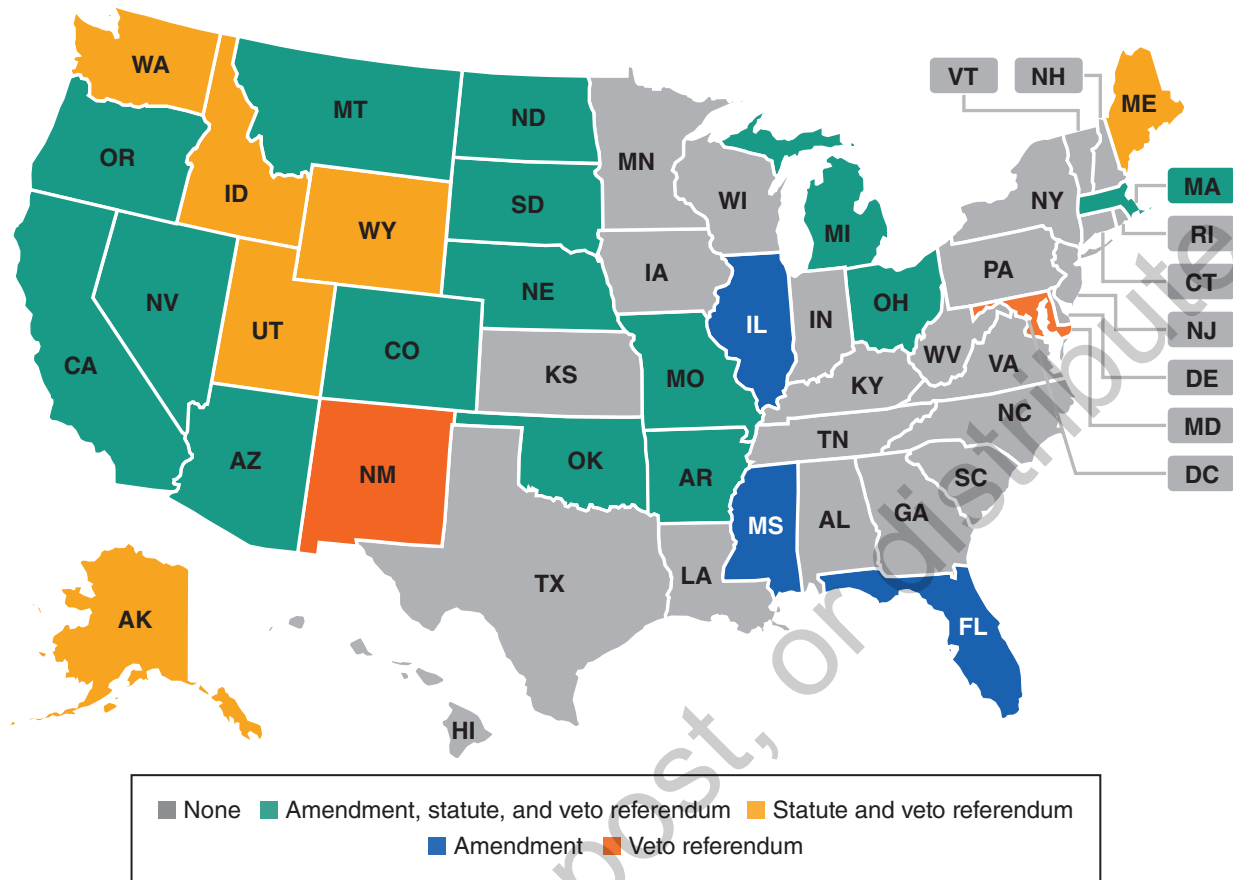 WA
VT NH
ME
MT
ND
OR
MN
ID
SD
WI
NY
MA
WY
MI
RI
IA
PA
CT
NE
NV
OH
IL
IN
UT
NJ
CO
WV
CA
KS
MO
VA
KY
DE
NC
MD
TN
AZ
OK
NM
AR
SC
DC
MS
AL
GA
TX
LA
AK
FL
HI
None Amendment, statute, and veto referendum Statute and veto referendum
Amendment Veto referendum
post, or distribute